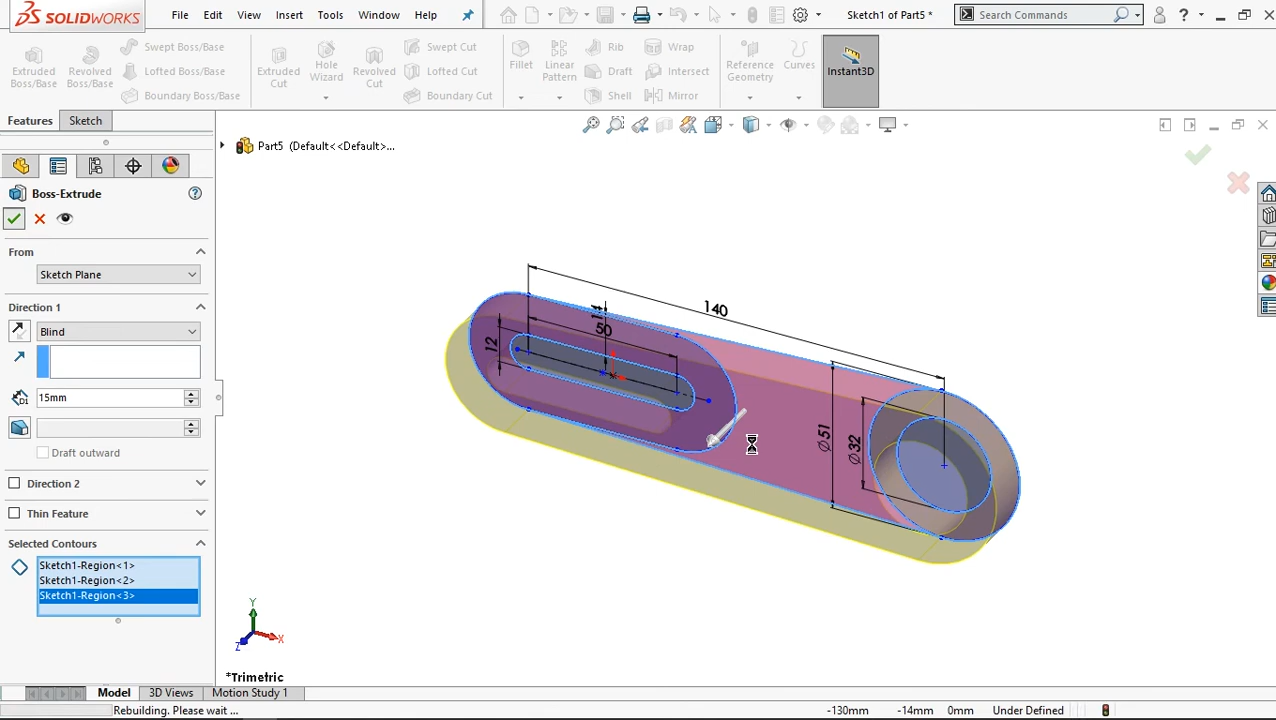 SOLIDWORKS
File Edit View Insert Tools Window Help
Sketch1 of Part5 *
Search Commands
Extruded Boss/Base
Revolved Boss/Base
Swept Boss/Base
Lofted Boss/Base
Boundary Boss/Base
Extruded Cut
Hole Wizard
Revolved Cut
Swept Cut
Lofted Cut
Boundary Cut
Fillet
Linear Pattern
Rib
Draft
Shell
Wrap
Intersect
Mirror
Reference Geometry
Curves
Instant3D
Features Sketch
Part5 (Default<<Default>...
Boss-Extrude
From
Sketch Plane
Direction 1
Blind
15mm
Draft outward
Direction 2
Thin Feature
Selected Contours
Sketch1-Region<1>
Sketch1-Region<2>
Sketch1-Region<3>
140
14
50
12
Ø51
Ø32
Y
X
Z
*Trimetric
Model 3D Views Motion Study 1
Rebuilding. Please wait ...
-130mm -14mm 0mm Under Defined